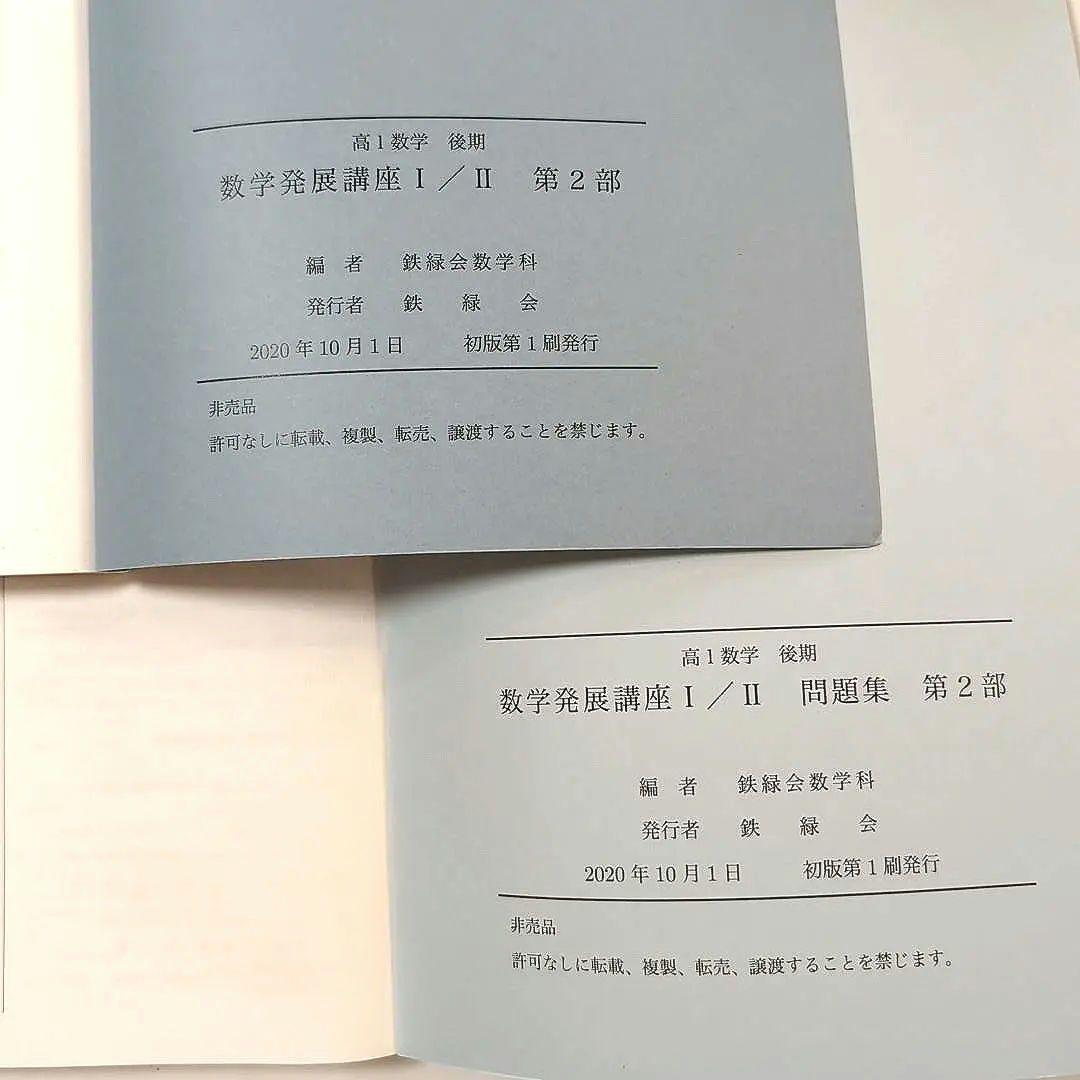 高1数学 後期
数学発展講座Ⅰ／Ⅱ 第2部
編 者 鉄緑会数学科
発行者 鉄 緑 会
2020年10月1日 初版第1刷発行
非売品
許可なしに転載、複製、転売、譲渡することを禁じます。
高1数学 後期
数学発展講座Ⅰ／Ⅱ 問題集 第2部
編 者 鉄緑会数学科
発行者 鉄 緑 会
2020年10月1日 初版第1刷発行
非売品
許可なしに転載、複製、転売、譲渡することを禁じます。